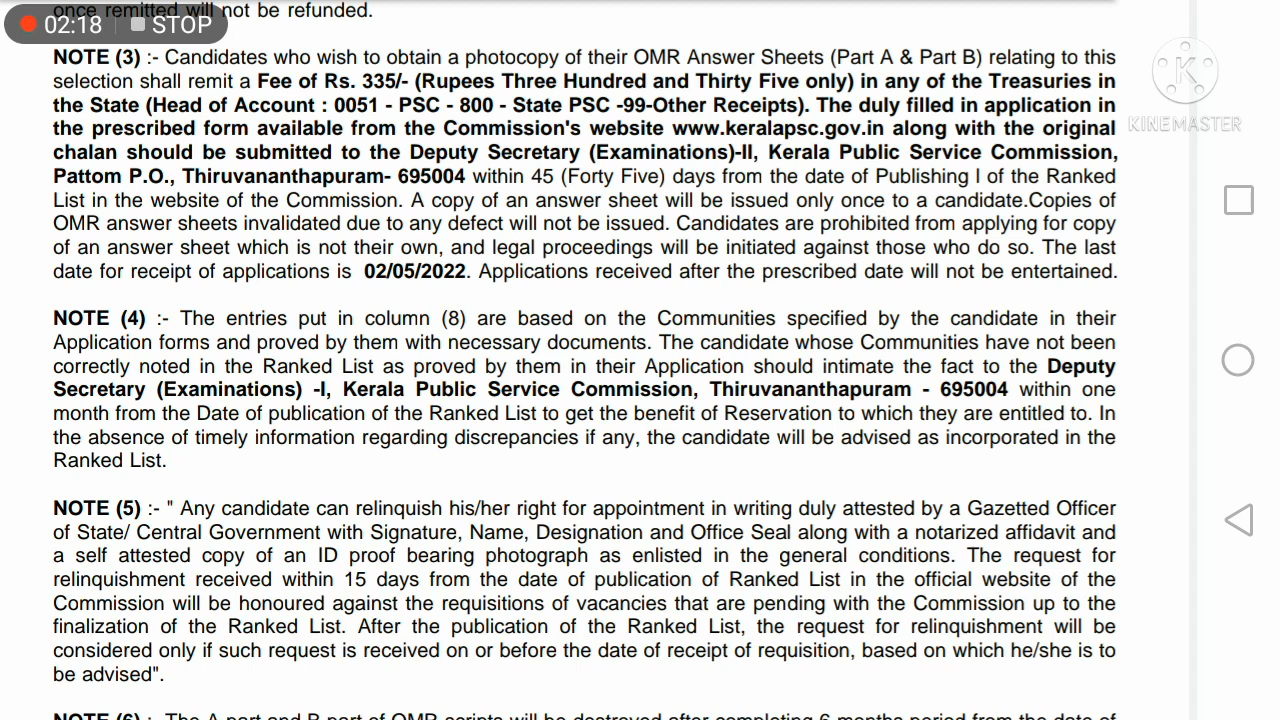 once remitted will not be refunded.
02:18 STOP
NOTE (3) :- Candidates who wish to obtain a photocopy of their OMR Answer Sheets (Part A & Part B) relating to this
selection shall remit a Fee of Rs. 335/- (Rupees Three Hundred and Thirty Five only) in any of the Treasuries in
the State (Head of Account : 0051 - PSC - 800 - State PSC -99-Other Receipts). The duly filled in application in
the prescribed form available from the Commission's website www.keralapsc.gov.in along with the original
chalan should be submitted to the Deputy Secretary (Examinations)-II, Kerala Public Service Commission,
Pattom P.O., Thiruvananthapuram- 695004 within 45 (Forty Five) days from the date of Publishing l of the Ranked
List in the website of the Commission. A copy of an answer sheet will be issued only once to a candidate.Copies of
OMR answer sheets invalidated due to any defect will not be issued. Candidates are prohibited from applying for copy
of an answer sheet which is not their own, and legal proceedings will be initiated against those who do so. The last
date for receipt of applications is 02/05/2022. Applications received after the prescribed date will not be entertained.
K
KINEMASTER
NOTE (4) :- The entries put in column (8) are based on the Communities specified by the candidate in their
Application forms and proved by them with necessary documents. The candidate whose Communities have not been
correctly noted in the Ranked List as proved by them in their Application should intimate the fact to the Deputy
Secretary (Examinations) -I, Kerala Public Service Commission, Thiruvananthapuram - 695004 within one
month from the Date of publication of the Ranked List to get the benefit of Reservation to which they are entitled to. In
the absence of timely information regarding discrepancies if any, the candidate will be advised as incorporated in the
Ranked List.
NOTE (5) :- " Any candidate can relinquish his/her right for appointment in writing duly attested by a Gazetted Officer
of State/ Central Government with Signature, Name, Designation and Office Seal along with a notarized affidavit and
a self attested copy of an ID proof bearing photograph as enlisted in the general conditions. The request for
relinquishment received within 15 days from the date of publication of Ranked List in the official website of the
Commission will be honoured against the requisitions of vacancies that are pending with the Commission up to the
finalization of the Ranked List. After the publication of the Ranked List, the request for relinquishment will be
considered only if such request is received on or before the date of receipt of requisition, based on which he/she is to
be advised".
NOTE (6) :- The A part and B part of OMR scripts will be destroyed after completing 6 months period from the date of